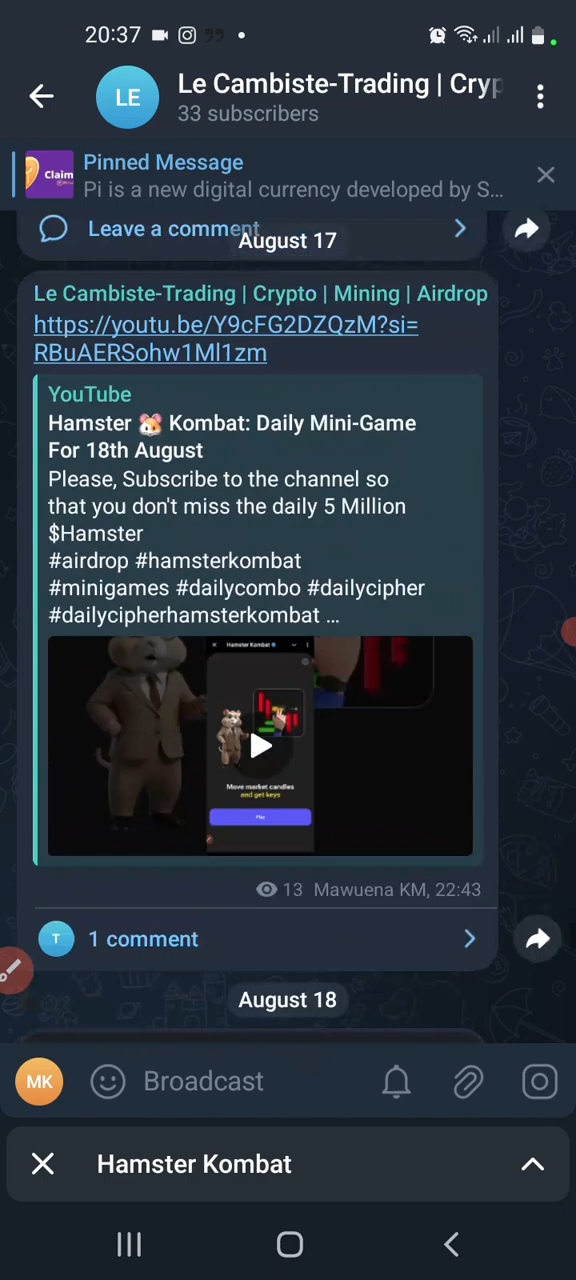 20:37
LE
Le Cambiste-Trading | Cryp
33 subscribers
Claim
Pinned Message
Pi is a new digital currency developed by S...
Leave a comment
August 17
Le Cambiste-Trading | Crypto | Mining | Airdrop
https://youtu.be/Y9cFG2DZQzM?si=
RBuAERSohw1Ml1zm
YouTube
Hamster 🐹 Kombat: Daily Mini-Game
For 18th August
Please, Subscribe to the channel so
that you don't miss the daily 5 Million
$Hamster
#airdrop #hamsterkombat
#minigames #dailycombo #dailycipher
#dailycipherhamsterkombat ...
Hamster Kombat
Move market candles
and get keys
Play
13 Mawuena KM, 22:43
T
1 comment
August 18
MK
Broadcast
Hamster Kombat